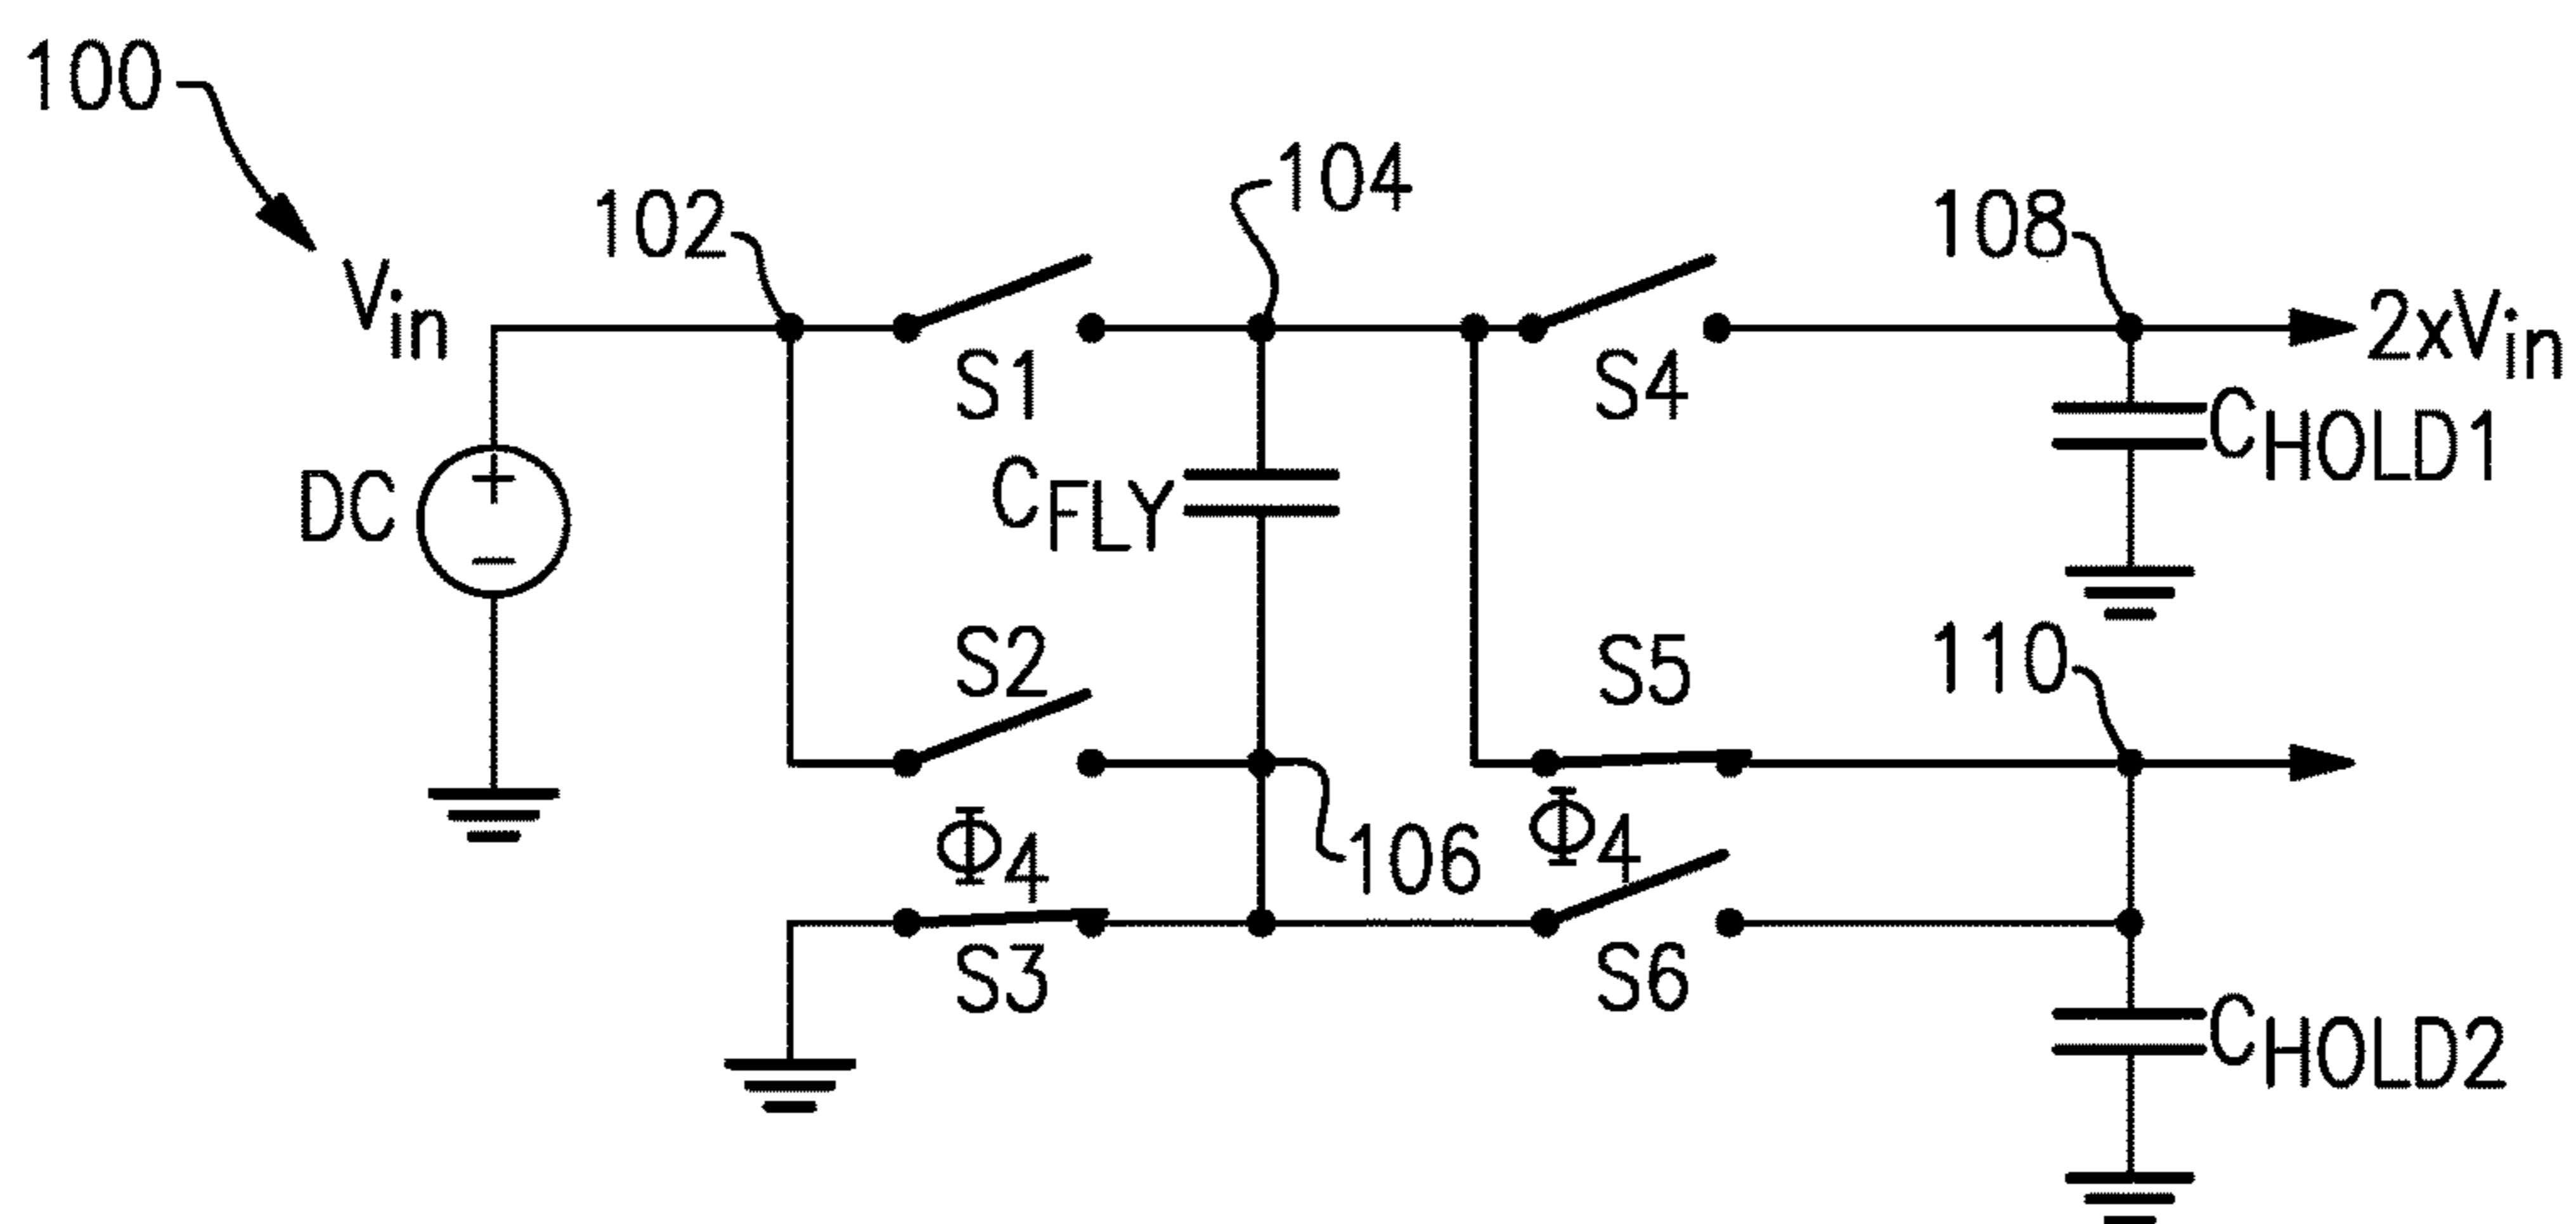 100
102
104
108
Vin
2xVin
S1
S4
CHOLD1
DC
+
−
CFLY
S2
S5
110
Φ4
106
Φ4
S3
S6
CHOLD2